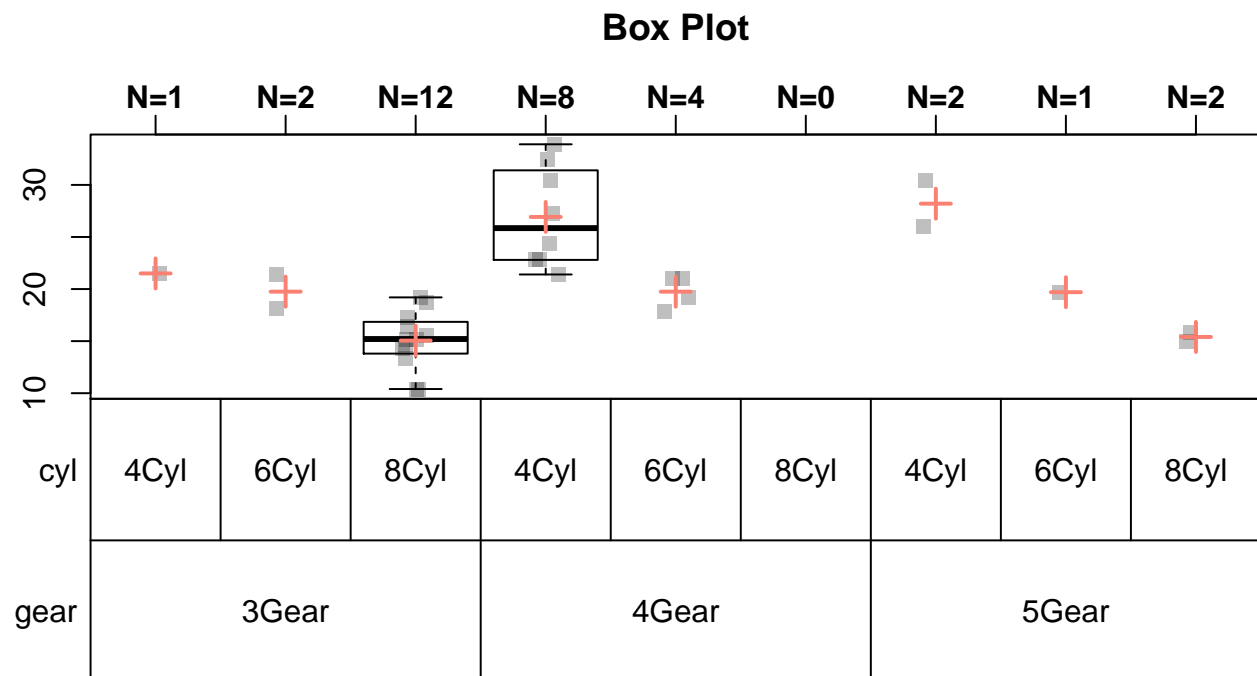 Box Plot
N=1 N=2 N=12 N=8 N=4 N=0 N=2 N=1 N=2
30
20
10
cyl 4Cyl 6Cyl 8Cyl 4Cyl 6Cyl 8Cyl 4Cyl 6Cyl 8Cyl
gear 3Gear 4Gear 5Gear